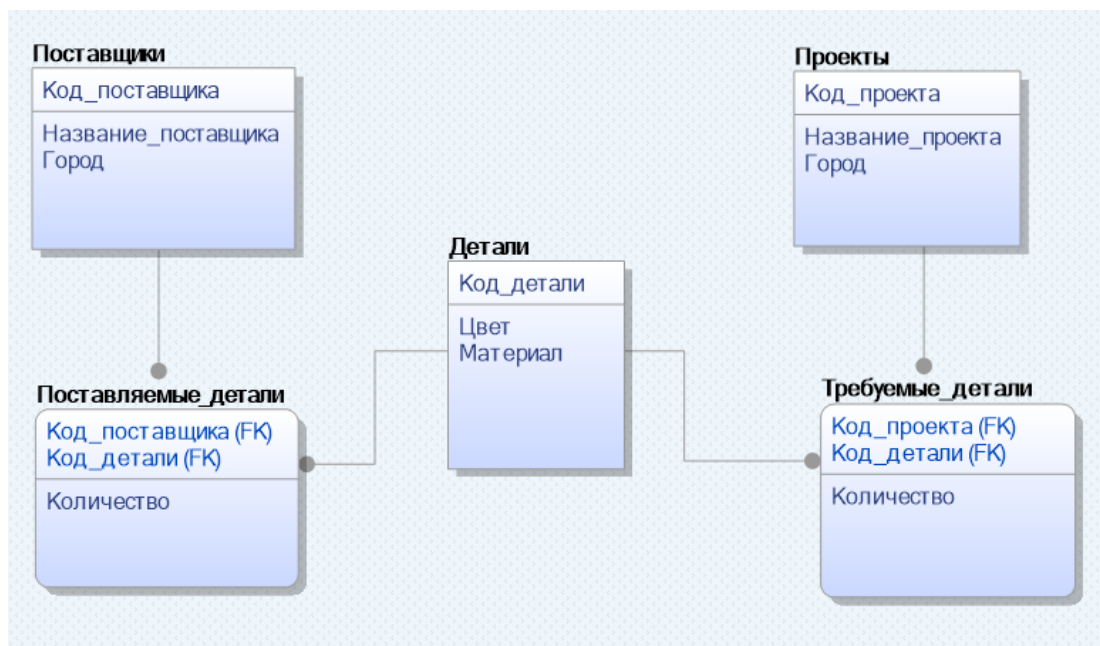 Поставщики
Код_поставщика
Название_поставщика
Город
Проекты
Код_проекта
Название_проекта
Город
Детали
Код_детали
Цвет
Материал
Поставляемые_детали
Код_поставщика (FK)
Код_детали (FK)
Количество
Требуемые_детали
Код_проекта (FK)
Код_детали (FK)
Количество